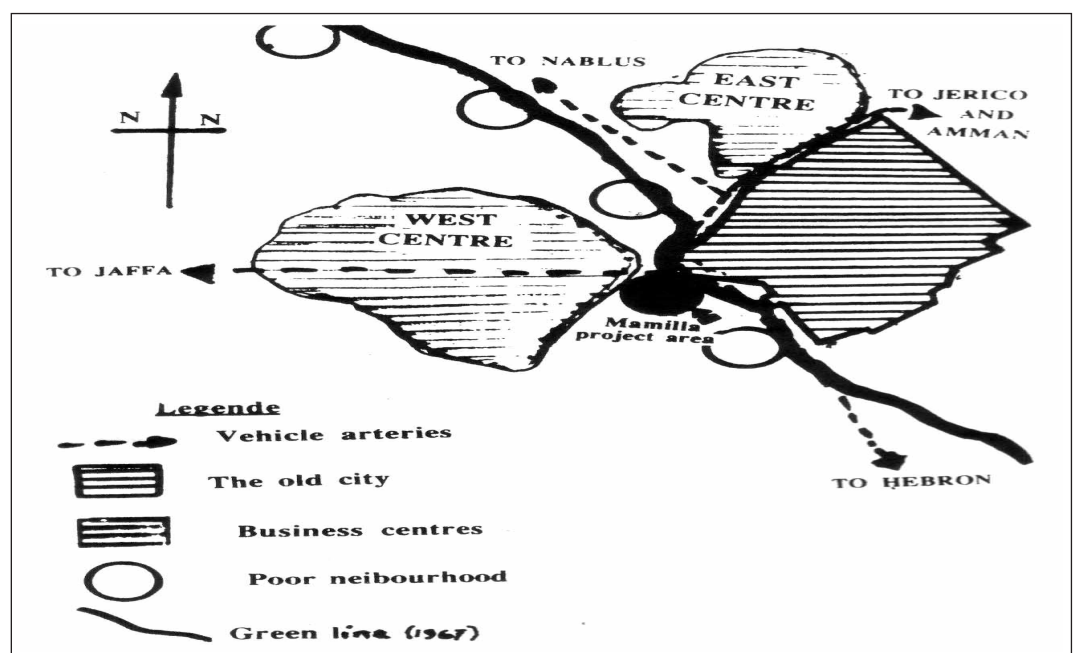 TO NABLUS
EAST
CENTRE
TO JERICO
AND
AMMAN
N N
WEST
CENTRE
TO JAFFA
Mamilla
project area
TO HEBRON
Legende
Vehicle arteries
The old city
Business centres
Poor neibourhood
Green line (1967)